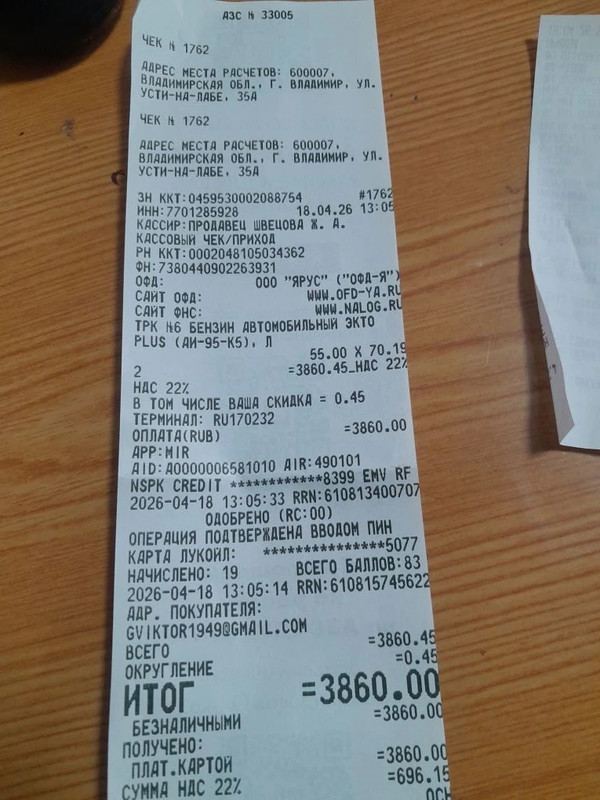 АЗС № 33005
ЧЕК № 1762
АДРЕС МЕСТА РАСЧЕТОВ: 600007,
ВЛАДИМИРСКАЯ ОБЛ., Г. ВЛАДИМИР, УЛ.
УСТИ-НА-ЛАБЕ, 35А
ЧЕК № 1762
АДРЕС МЕСТА РАСЧЕТОВ: 600007,
ВЛАДИМИРСКАЯ ОБЛ., Г. ВЛАДИМИР, УЛ.
УСТИ-НА-ЛАБЕ, 35А
ЗН ККТ:0459530002088754 #1762
ИНН:7701285928 18.04.26 13:05
КАССИР:ПРОДАВЕЦ ШВЕЦОВА Ж. А.
КАССОВЫЙ ЧЕК/ПРИХОД
РН ККТ:0002048105034362
ФН:7380440902263931
ОФД: ООО "ЯРУС" ("ОФД-Я")
САЙТ ОФД: WWW.OFD-YA.RU
САЙТ ФНС: WWW.NALOG.RU
ТРК №6 БЕНЗИН АВТОМОБИЛЬНЫЙ ЭКТО
PLUS (АИ-95-К5), Л
55.00 X 70.19
2 =3860.45_НДС 22%
НДС 22%
В ТОМ ЧИСЛЕ ВАША СКИДКА = 0.45
ТЕРМИНАЛ: RU170232
ОПЛАТА(RUB) =3860.00
APP:MIR
AID:A0000006581010 AIR:490101
NSPK CREDIT ************8399 EMV RF
2026-04-18 13:05:33 RRN:610813400707
ОДОБРЕНО (RC:00)
ОПЕРАЦИЯ ПОДТВЕРЖДЕНА ВВОДОМ ПИН
КАРТА ЛУКОЙЛ: ***************5077
НАЧИСЛЕНО: 19 ВСЕГО БАЛЛОВ:83
2026-04-18 13:05:14 RRN:610815745622
АДР. ПОКУПАТЕЛЯ:
GVIKTOR1949@GMAIL.COM
ВСЕГО =3860.45
ОКРУГЛЕНИЕ =0.45
ИТОГ =3860.00
БЕЗНАЛИЧНЫМИ =3860.00
ПОЛУЧЕНО:
ПЛАТ.КАРТОЙ =3860.00
СУММА НДС 22% =696.15